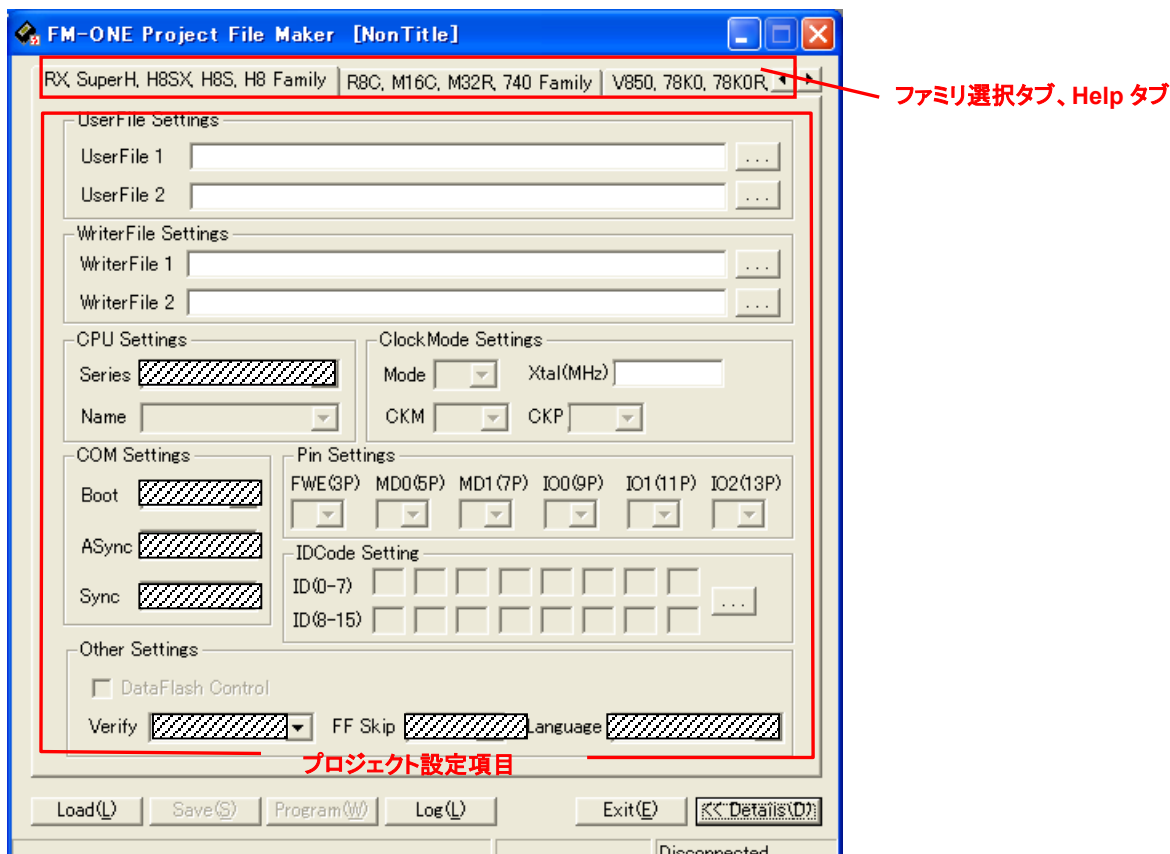 FM-ONE Project File Maker [NonTitle]
RX, SuperH, H8SX, H8S, H8 Family R8C, M16C, M32R, 740 Family V850, 78K0, 78K0R,
ファミリ選択タブ、Help タブ
UserFile Settings
UserFile 1 ...
UserFile 2 ...
WriterFile Settings
WriterFile 1 ...
WriterFile 2 ...
CPU Settings ClockMode Settings
Series Mode Xtal(MHz)
Name CKM CKP
COM Settings Pin Settings
FWE(3P) MD0(5P) MD1(7P) IO0(9P) IO1(11P) IO2(13P)
Boot
ASync IDCode Setting
ID(0-7)
Sync ...
ID(8-15)
Other Settings
DataFlash Control
Verify FF Skip Language
プロジェクト設定項目
Load(L) Save(S) Program(W) Log(L) Exit(E) << Details(D)
Disconnected